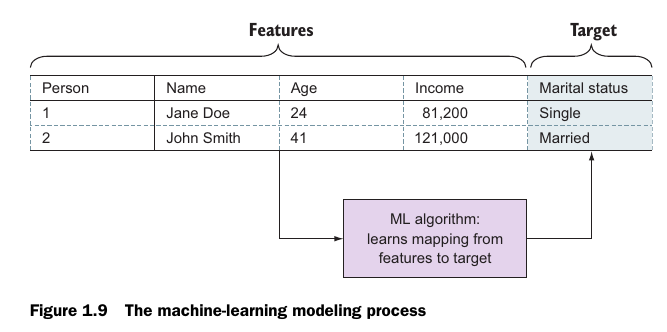 Features Target
Person Name Age Income Marital status
1 Jane Doe 24 81,200 Single
2 John Smith 41 121,000 Married
ML algorithm:
learns mapping from
features to target
Figure 1.9 The machine-learning modeling process